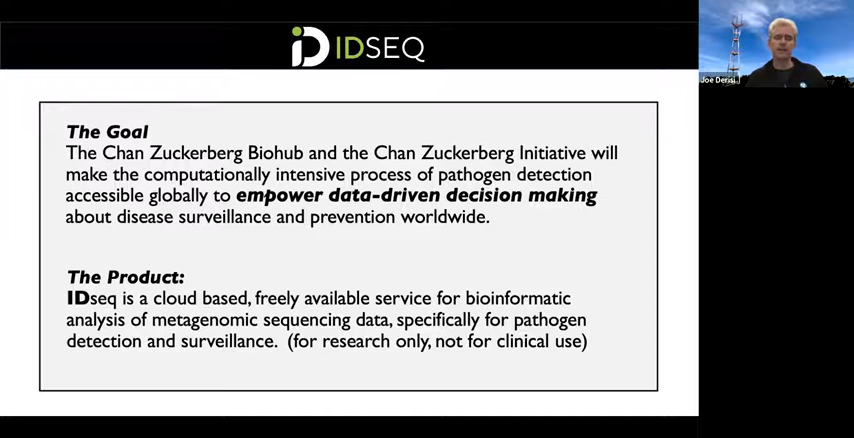 IDSEQ
Joe Derisi
The Goal
The Chan Zuckerberg Biohub and the Chan Zuckerberg Initiative will
make the computationally intensive process of pathogen detection
accessible globally to empower data-driven decision making
about disease surveillance and prevention worldwide.
The Product:
IDseq is a cloud based, freely available service for bioinformatic
analysis of metagenomic sequencing data, specifically for pathogen
detection and surveillance. (for research only, not for clinical use)